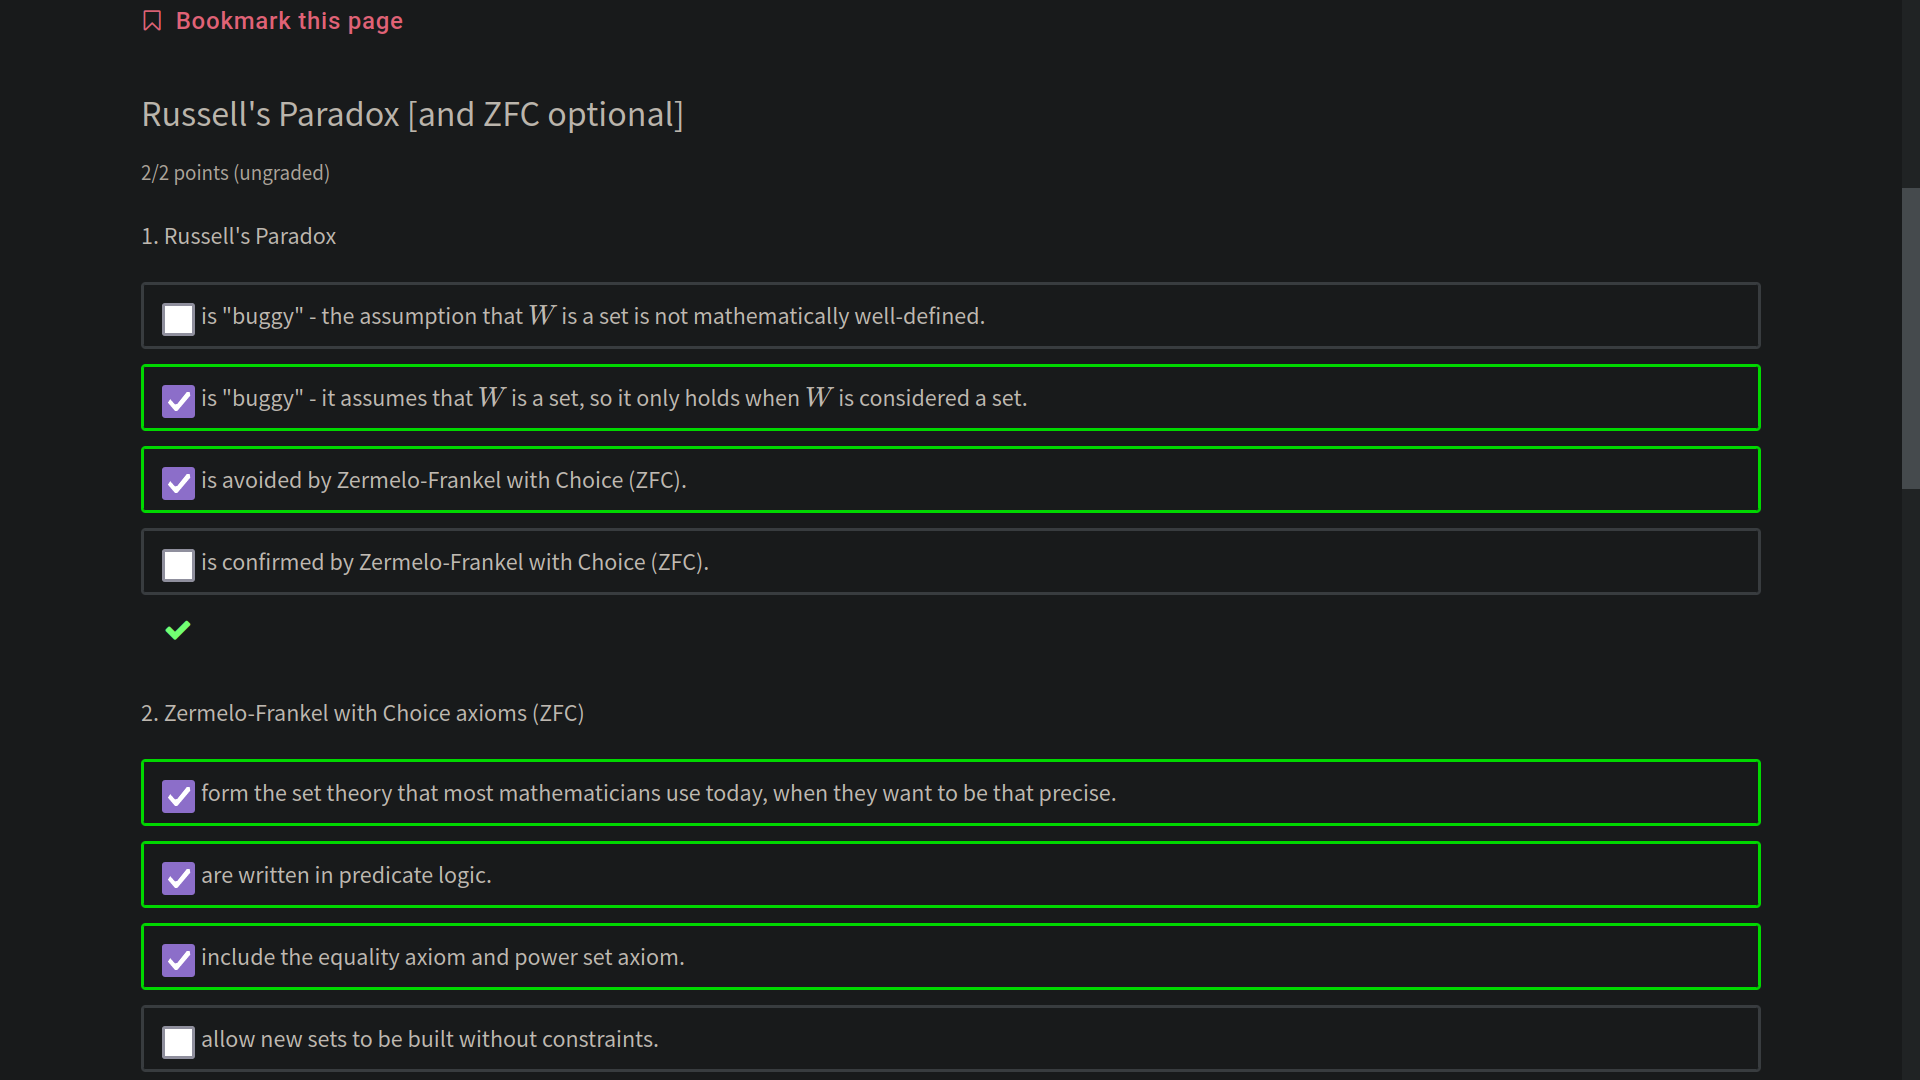 Bookmark this page
Russell's Paradox [and ZFC optional]
2/2 points (ungraded)
1. Russell's Paradox
is "buggy" - the assumption that W is a set is not mathematically well-defined.
is "buggy" - it assumes that W is a set, so it only holds when W is considered a set.
is avoided by Zermelo-Frankel with Choice (ZFC).
is confirmed by Zermelo-Frankel with Choice (ZFC).
2. Zermelo-Frankel with Choice axioms (ZFC)
form the set theory that most mathematicians use today, when they want to be that precise.
are written in predicate logic.
include the equality axiom and power set axiom.
allow new sets to be built without constraints.